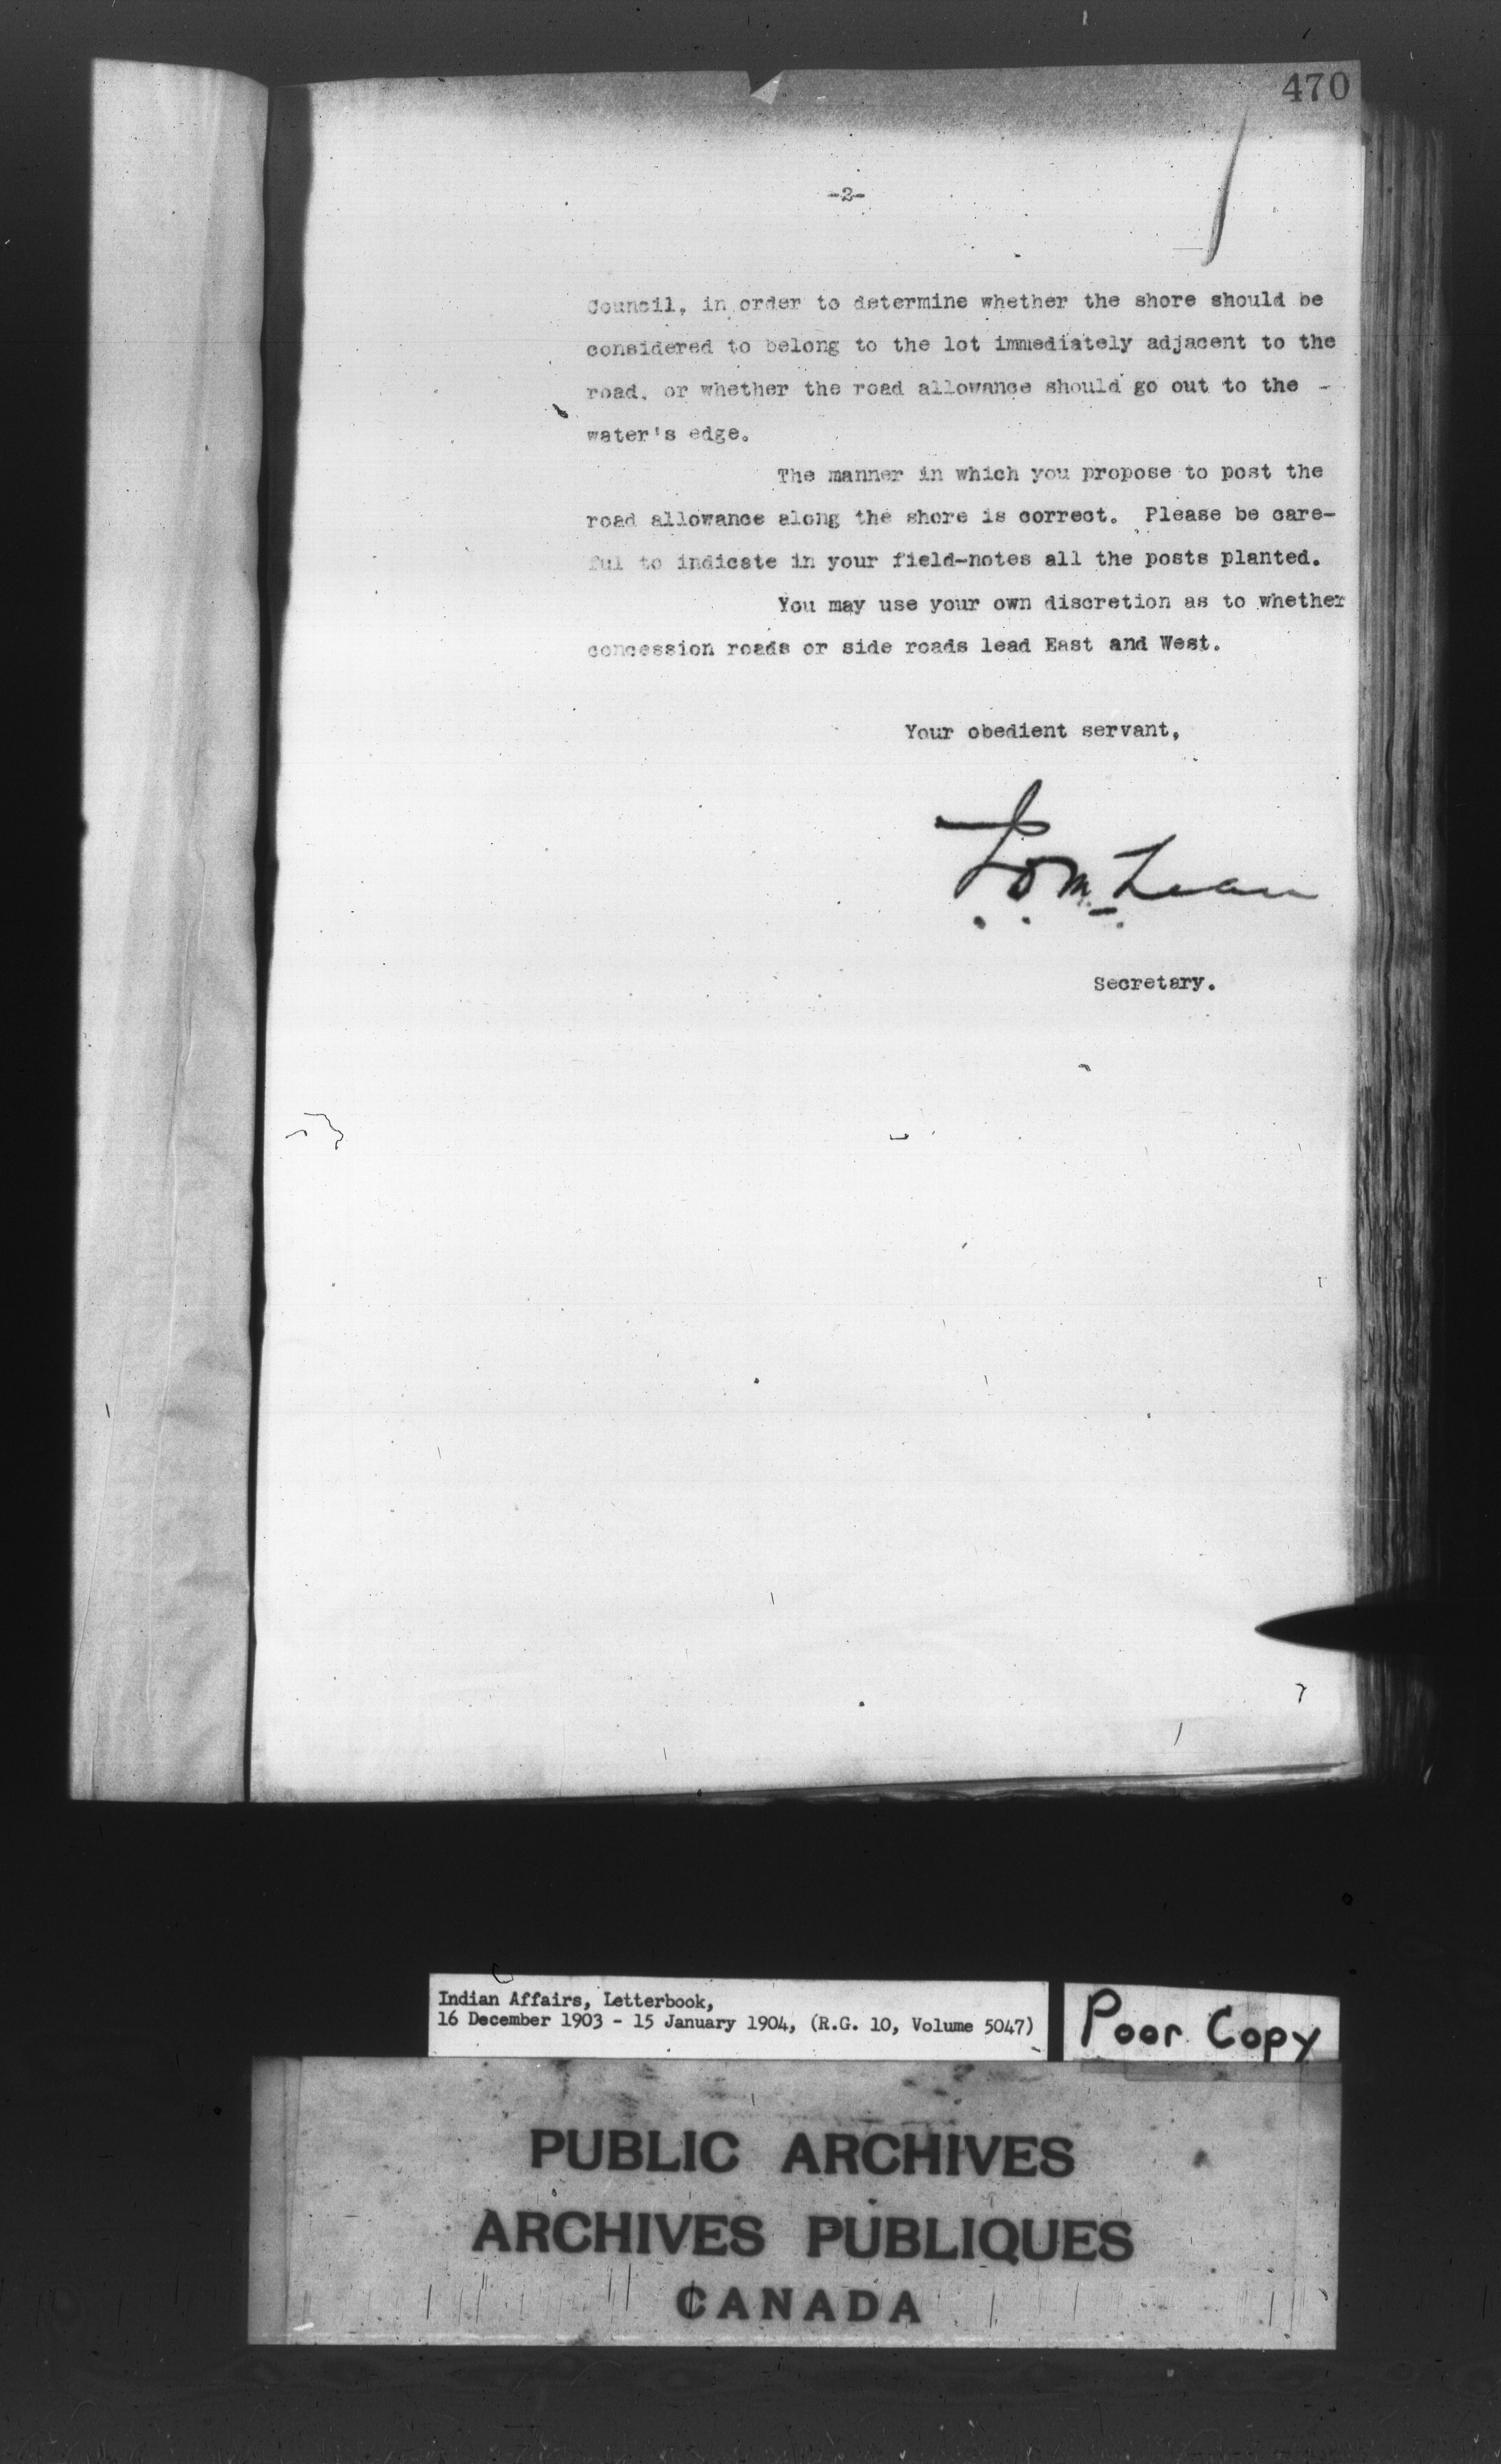 470
-2-
Council, in order to determine whether the shore should be
considered to belong to the lot immediately adjacent to the
road, or whether the road allowance should go out to the -
water's edge.
The manner in which you propose to post the
road allowance along the shore is correct. Please be care-
ful to indicate in your field-notes all the posts planted.
You may use your own discretion as to whether
concession roads or side roads lead East and West.
Your obedient servant,
Secretary.
Indian Affairs, Letterbook,
16 December 1903 - 15 January 1904, (R.G. 10, Volume 5047)
Poor Copy
PUBLIC ARCHIVES
ARCHIVES PUBLIQUES
CANADA